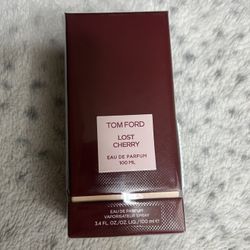 TOM FORD
LOST
CHERRY
EAU DE PARFUM
100 ML
EAU DE PARFUM
VAPORISATEUR SPRAY
3.4 FL. OZ./OZ. LIQ./100 ml ℮